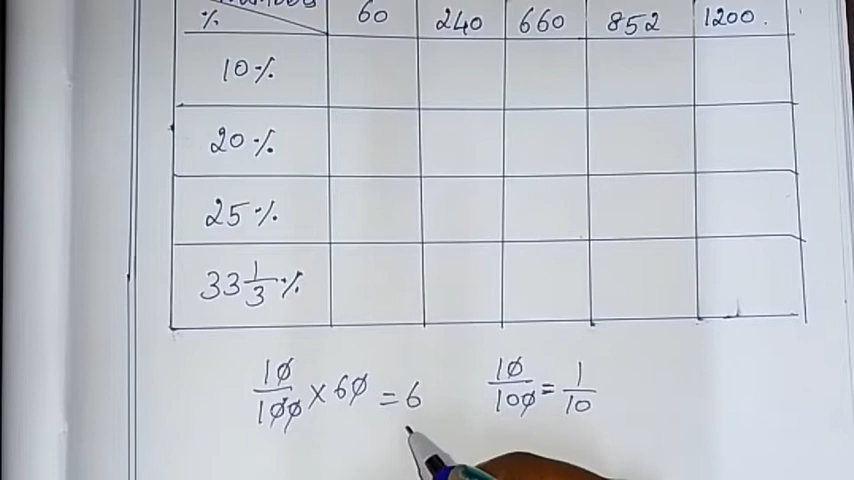 % 60 240 660 852 1200.
10%
20%
25%
33 1/3 %
10/100 × 60 = 6 10/100 = 1/10